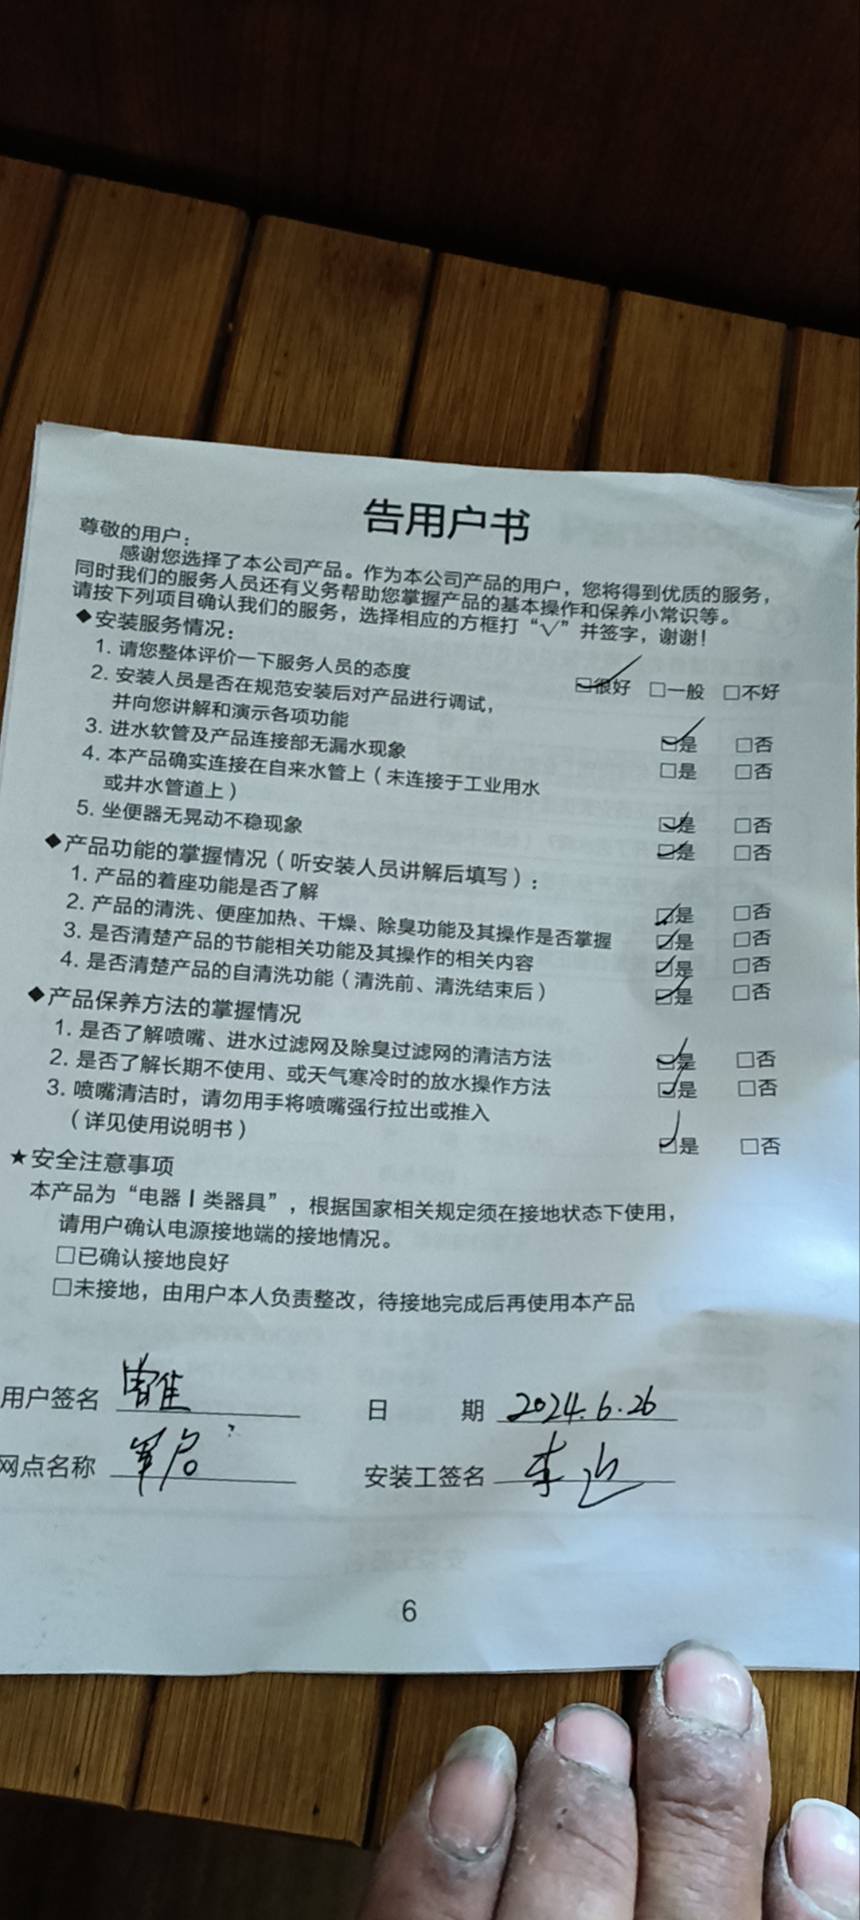 告用户书
尊敬的用户：
感谢您选择了本公司产品。作为本公司产品的用户，您将得到优质的服务，
同时我们的服务人员还有义务帮助您掌握产品的基本操作和保养小常识等。
请按下列项目确认我们的服务，选择相应的方框打“√”并签字，谢谢！
◆安装服务情况：
1. 请您整体评价一下服务人员的态度 ☑很好 □一般 □不好
2. 安装人员是否在规范安装后对产品进行调试，
并向您讲解和演示各项功能 ☑是 □否
3. 进水软管及产品连接部无漏水现象 □是 □否
4. 本产品确实连接在自来水管上（未连接于工业用水
或井水管道上） ☑是 □否
5. 坐便器无晃动不稳现象 ☑是 □否
◆产品功能的掌握情况（听安装人员讲解后填写）:
1. 产品的着座功能是否了解 ☑是 □否
2. 产品的清洗、便座加热、干燥、除臭功能及其操作是否掌握 ☑是 □否
3. 是否清楚产品的节能相关功能及其操作的相关内容 ☑是 □否
4. 是否清楚产品的自清洗功能（清洗前、清洗结束后） ☑是 □否
◆产品保养方法的掌握情况
1. 是否了解喷嘴、进水过滤网及除臭过滤网的清洁方法 ☑是 □否
2. 是否了解长期不使用、或天气寒冷时的放水操作方法 ☑是 □否
3. 喷嘴清洁时，请勿用手将喷嘴强行拉出或推入
（详见使用说明书） ☑是 □否
★安全注意事项
本产品为“电器Ⅰ类器具”，根据国家相关规定须在接地状态下使用，
请用户确认电源接地端的接地情况。
□已确认接地良好
□未接地，由用户本人负责整改，待接地完成后再使用本产品
用户签名 日 期 2024.6.26
网点名称 安装工签名
6